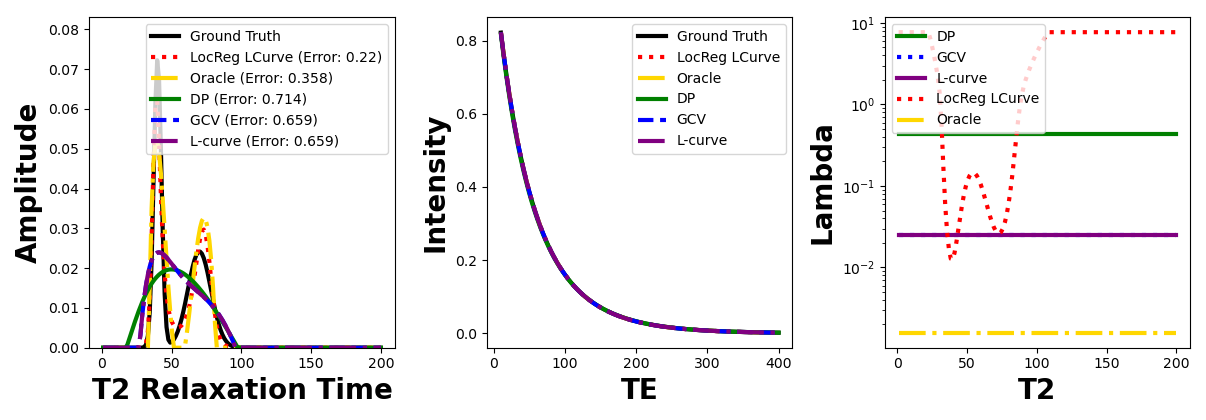 Amplitude
0.08
0.07
0.06
0.05
0.04
0.03
0.02
0.01
0.00
Ground Truth
LocReg LCurve (Error: 0.22)
Oracle (Error: 0.358)
DP (Error: 0.714)
GCV (Error: 0.659)
L-curve (Error: 0.659)
0 50 100 150 200
T2 Relaxation Time
Intensity
0.8
0.6
0.4
0.2
0.0
Ground Truth
LocReg LCurve
Oracle
DP
GCV
L-curve
0 100 200 300 400
TE
Lambda
10¹
10⁰
10⁻¹
10⁻²
DP
GCV
L-curve
LocReg LCurve
Oracle
0 50 100 150 200
T2